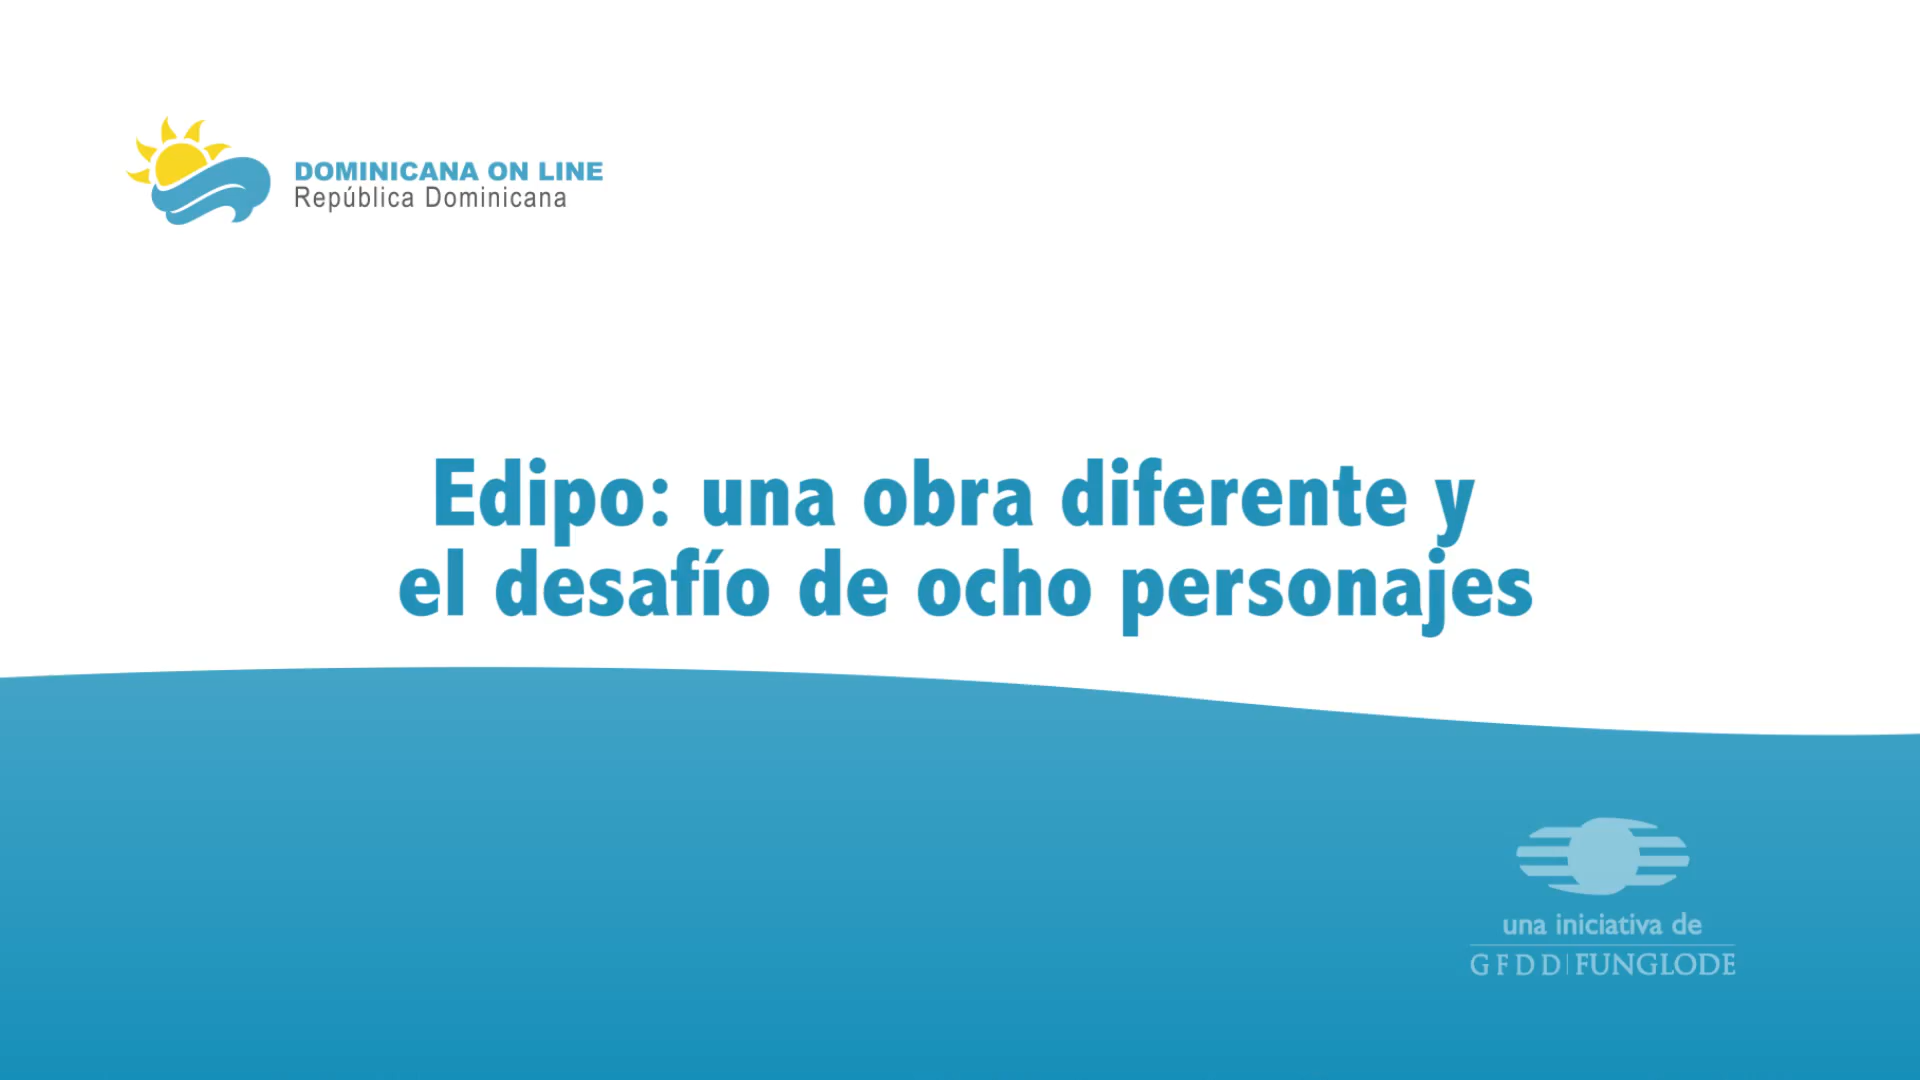 DOMINICANA ON LINE
República Dominicana
Edipo: una obra diferente y
el desafío de ocho personajes
una iniciativa de
GFDD|FUNGLODE